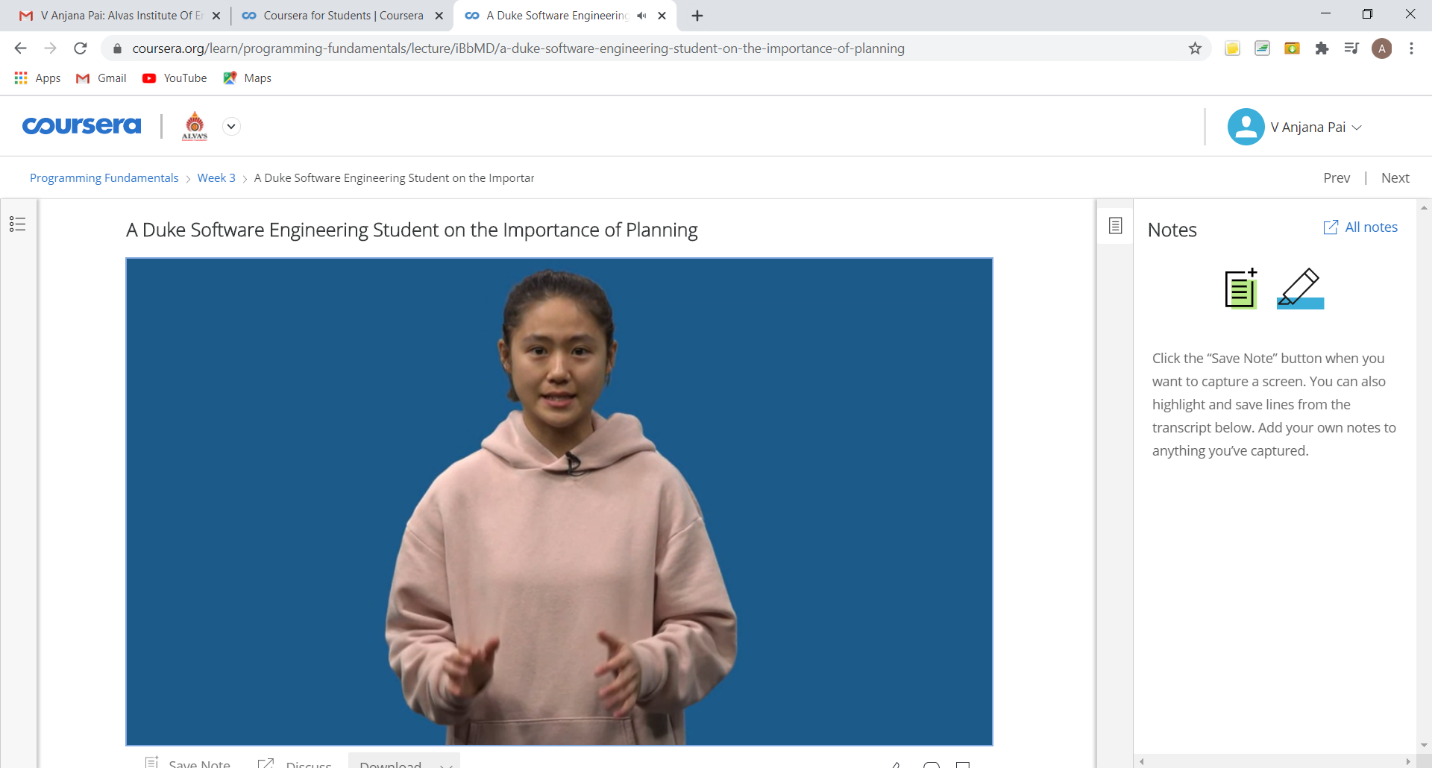 V Anjana Pai: Alvas Institute Of E
Coursera for Students | Coursera
A Duke Software Engineering
coursera.org/learn/programming-fundamentals/lecture/iBbMD/a-duke-software-engineering-student-on-the-importance-of-planning
A
Apps Gmail YouTube Maps
coursera
ALVA'S
V Anjana Pai
Programming Fundamentals > Week 3 > A Duke Software Engineering Student on the Importan
Prev | Next
A Duke Software Engineering Student on the Importance of Planning
Notes
All notes
Click the “Save Note” button when you
want to capture a screen. You can also
highlight and save lines from the
transcript below. Add your own notes to
anything you’ve captured.
Save Note Discuss Download